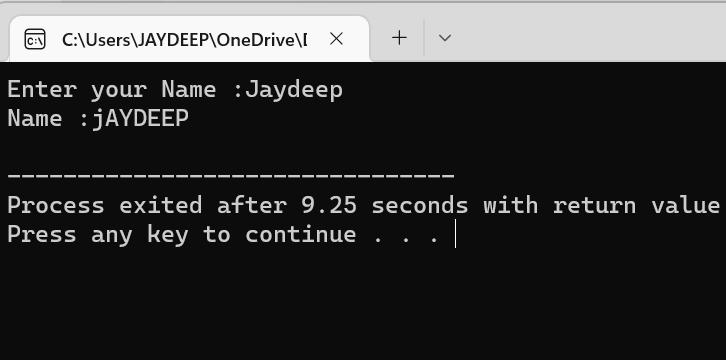 C:\Users\JAYDEEP\OneDrive\
Enter your Name :Jaydeep
Name :jAYDEEP
--------------------------------
Process exited after 9.25 seconds with return value
Press any key to continue . . .